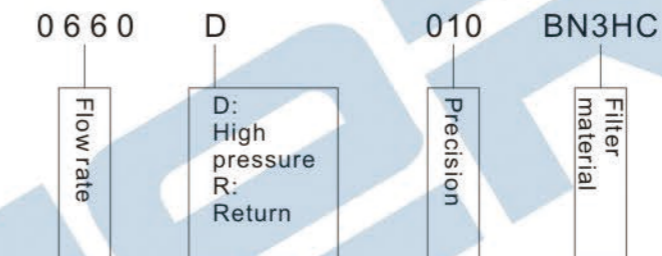 0660 D 010 BN3HC
Flow rate
D:
High
pressure
R:
Return
Precision
Filter
material